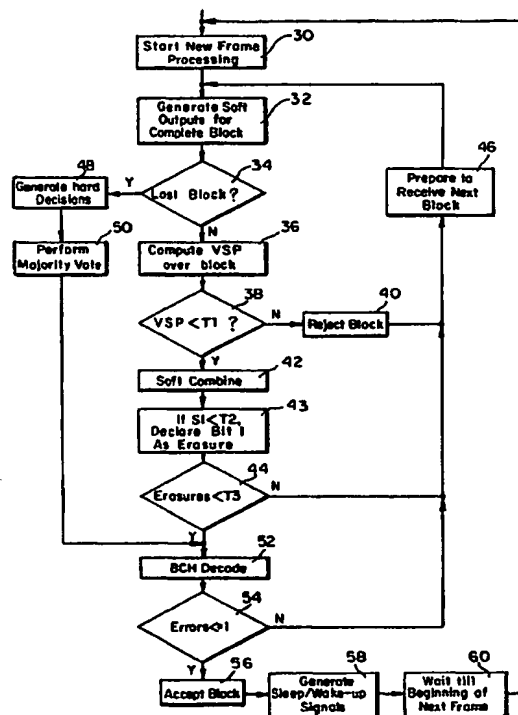 30
Start New Frame
Processing
32
Generate Soft
Outputs for
Complete Block
48
Generate hard
Decisions
Y
34
Lost Block?
46
Prepare to
Receive Next
Block
50
Perform
Majority Vote
N
36
Compute VSP
over block
38
VSP<T1 ?
N
40
Reject Block
Y
42
Soft Combine
43
If SI<T2,
Declare Bit I
As Erasure
44
Erasures<T3
N
Y
52
BCH Decode
54
Errors<=1
N
Y
56
Accept Block
58
Generate
Sleep/Wake-up
Signals
60
Wait till
Beginning of
Next Frame